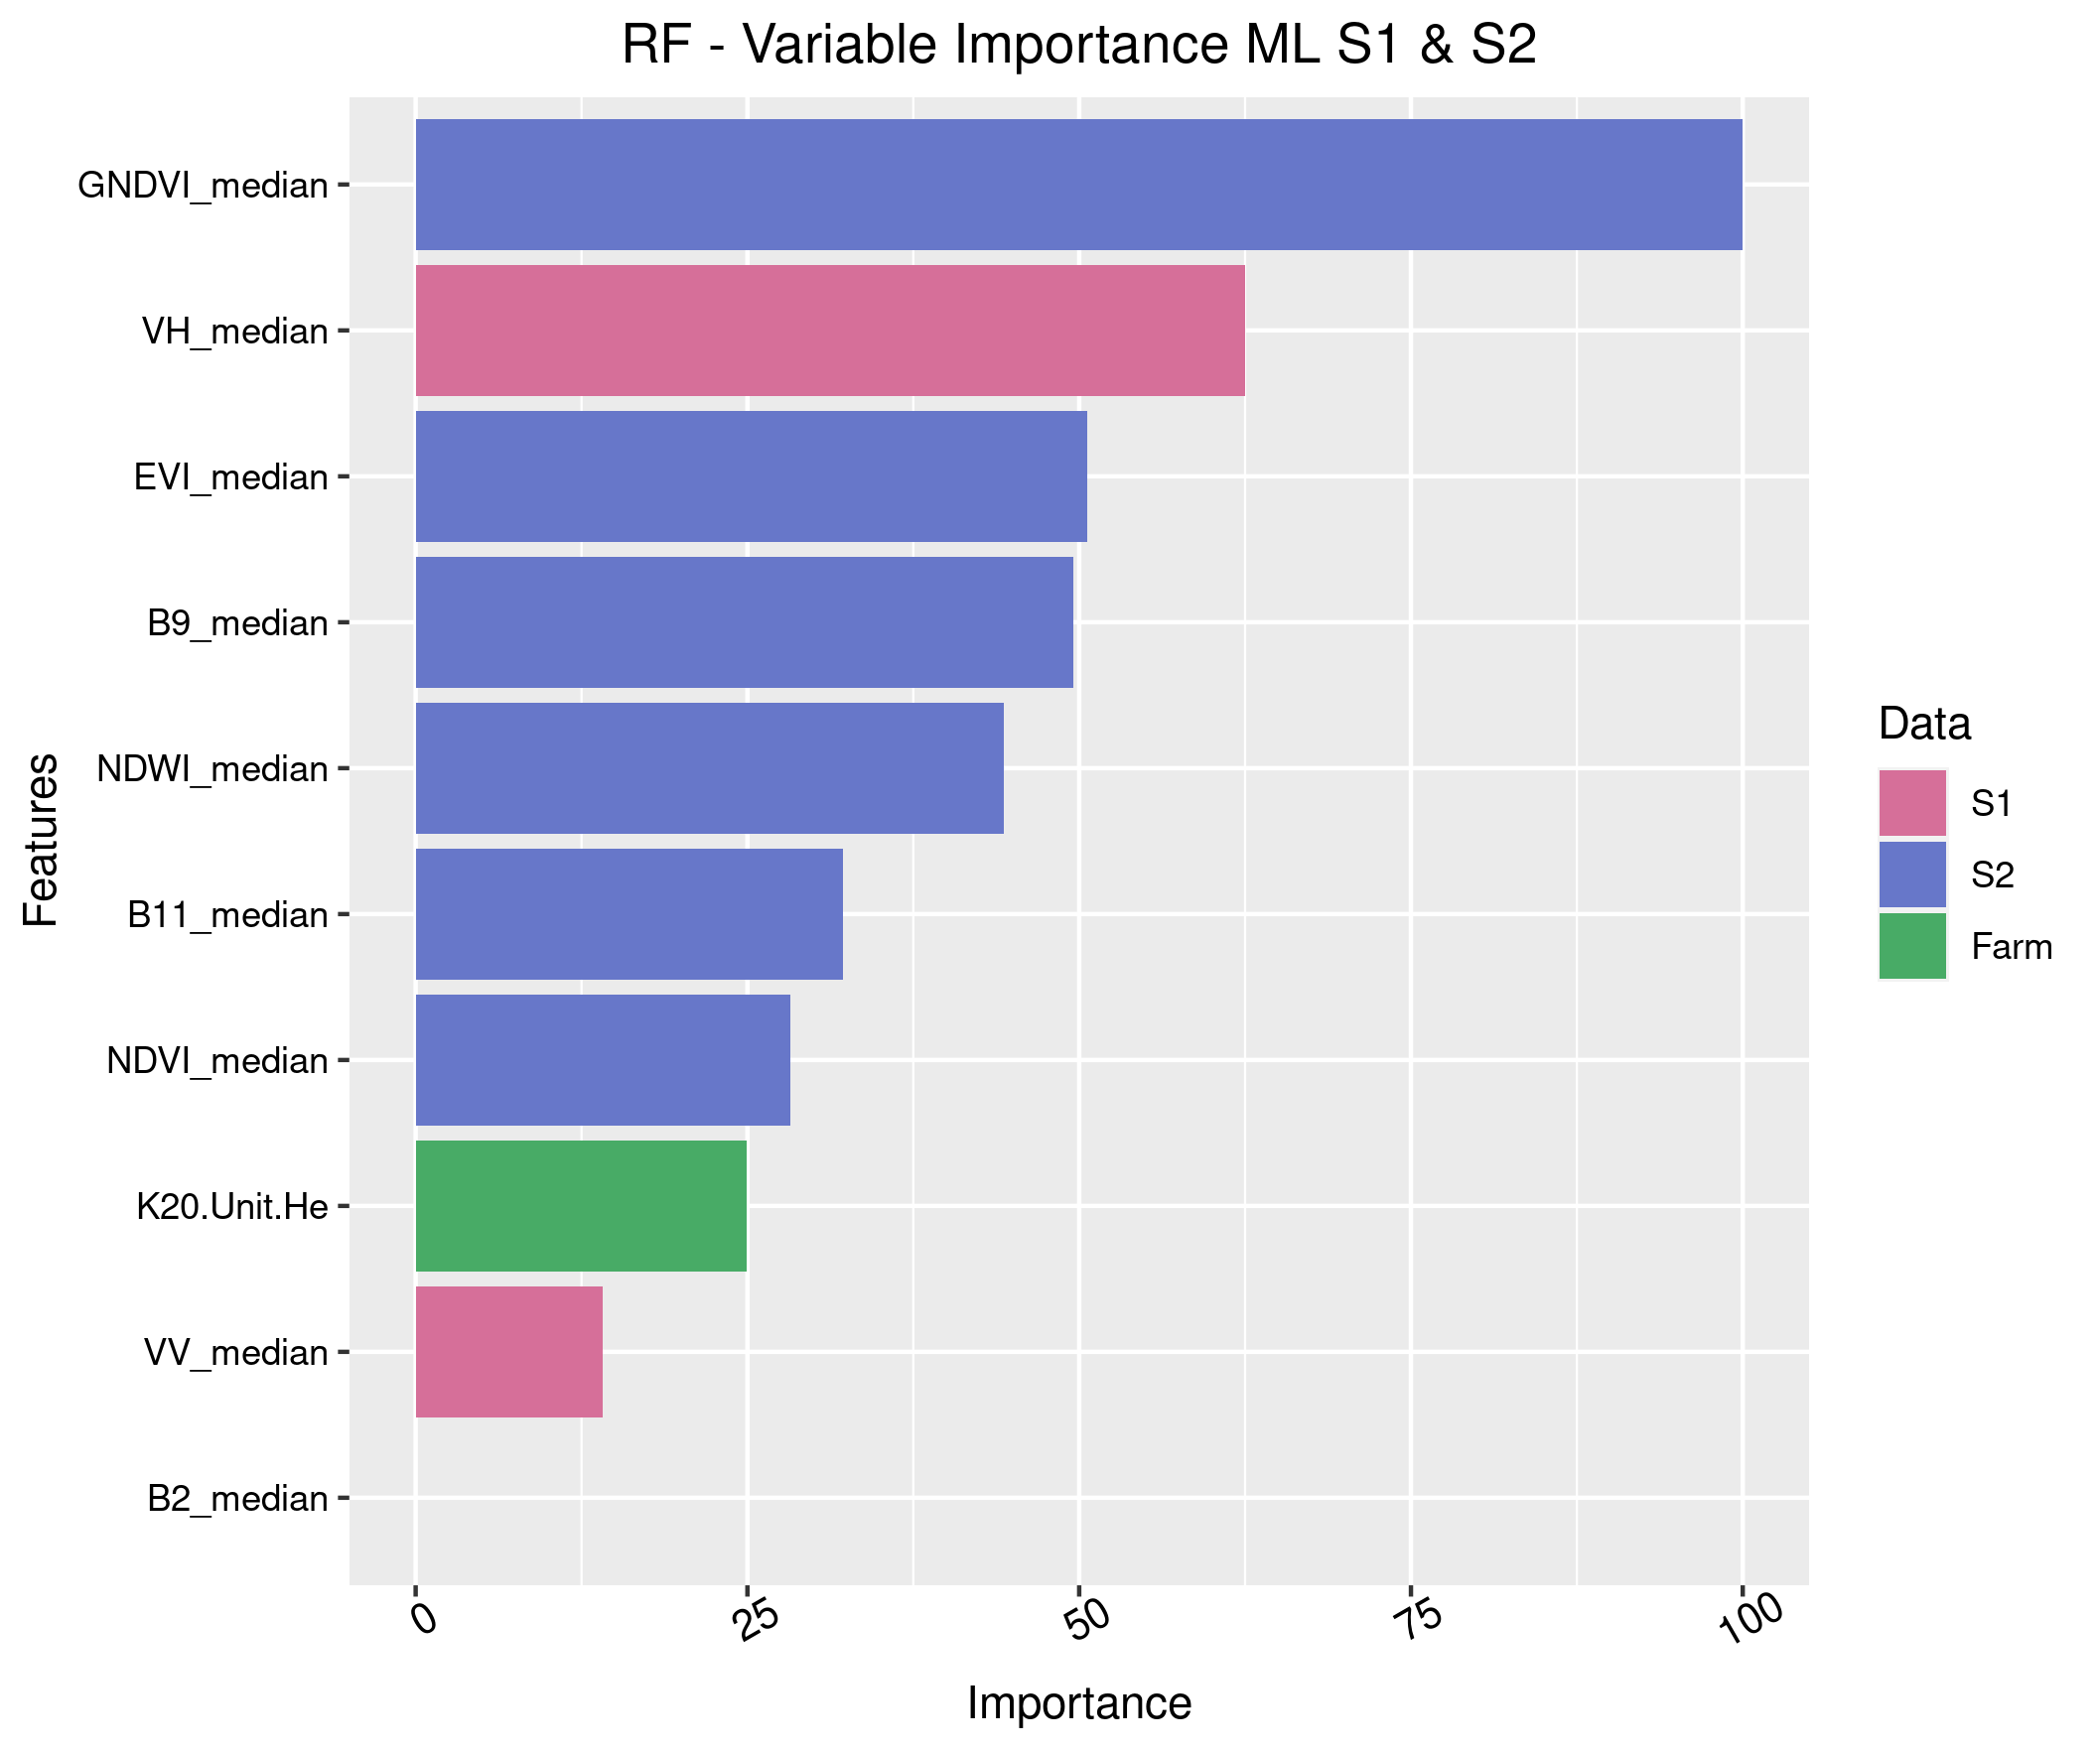 RF - Variable Importance ML S1 & S2
GNDVI_median
VH_median
EVI_median
B9_median
NDWI_median
B11_median
NDVI_median
K20.Unit.He
VV_median
B2_median
Features
0
25
50
75
100
Importance
Data
S1
S2
Farm